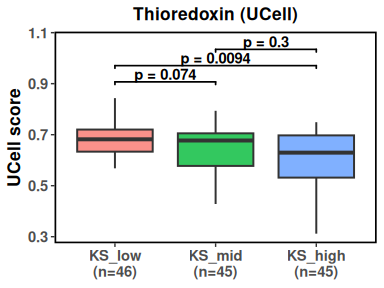 Thioredoxin (UCell)
UCell score
1.1
0.9
0.7
0.5
0.3
p = 0.3
p = 0.0094
p = 0.074
KS_low
(n=46)
KS_mid
(n=45)
KS_high
(n=45)